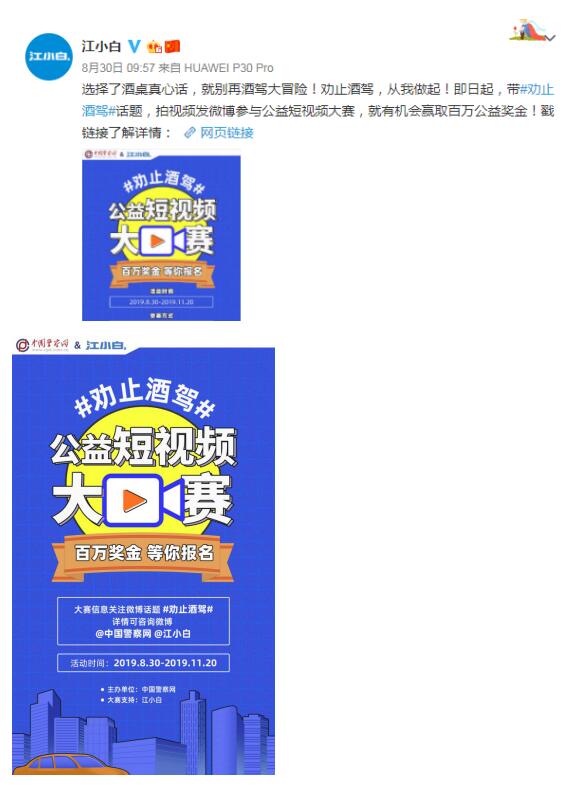 江小白
8月30日 09:57 来自 HUAWEI P30 Pro
选择了酒桌真心话，就别再酒驾大冒险！劝止酒驾，从我做起！即日起，带#劝止
酒驾#话题，拍视频发微博参与公益短视频大赛，就有机会赢取百万公益奖金！戳
链接了解详情： 网页链接
江小白
中国警察网 & 江小白
#劝止酒驾#
公益短视频
大赛
百万奖金 等你报名
活动时间
2019.8.30-2019.11.20
参赛方式
中国警察网 & 江小白
#劝止酒驾#
公益短视频
大赛
百万奖金 等你报名
大赛信息关注微博话题 #劝止酒驾#
详情可咨询微博
@中国警察网 @江小白
活动时间：2019.8.30-2019.11.20
● 主办单位：中国警察网
● 大赛支持：江小白